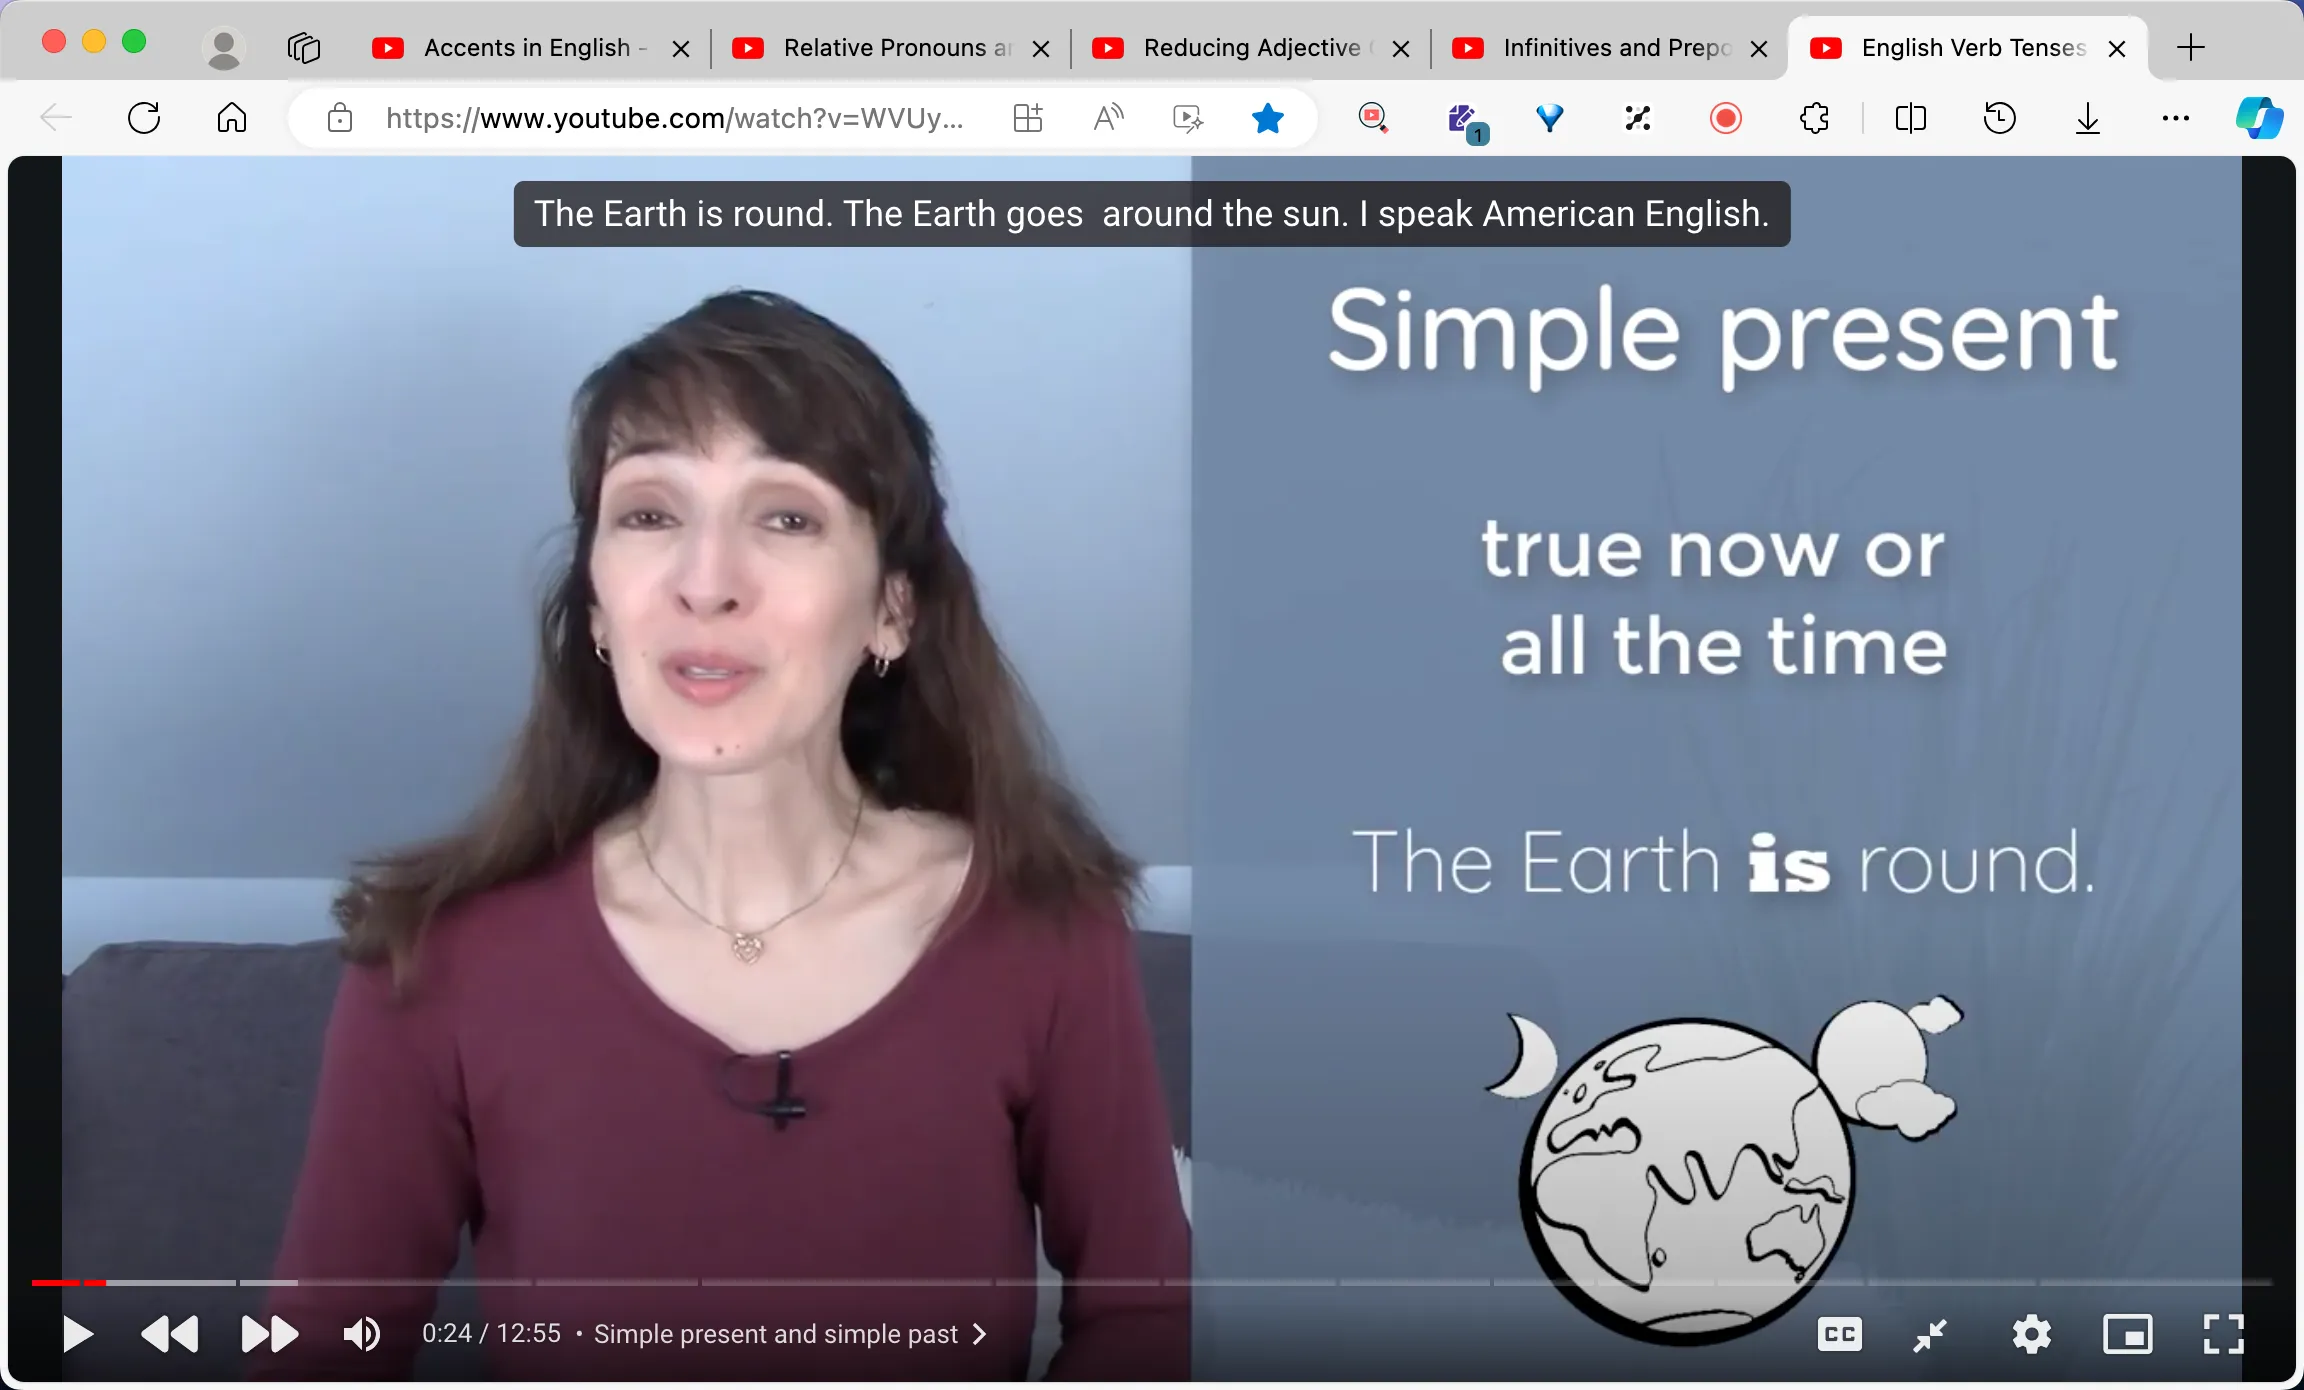 Accents in English -
Relative Pronouns a
Reducing Adjective
Infinitives and Prepo
English Verb Tenses
https://www.youtube.com/watch?v=WVUy...
1
The Earth is round. The Earth goes  around the sun. I speak American English.
Simple present
true now or
all the time
The Earth is round.
0:24 / 12:55 • Simple present and simple past
CC